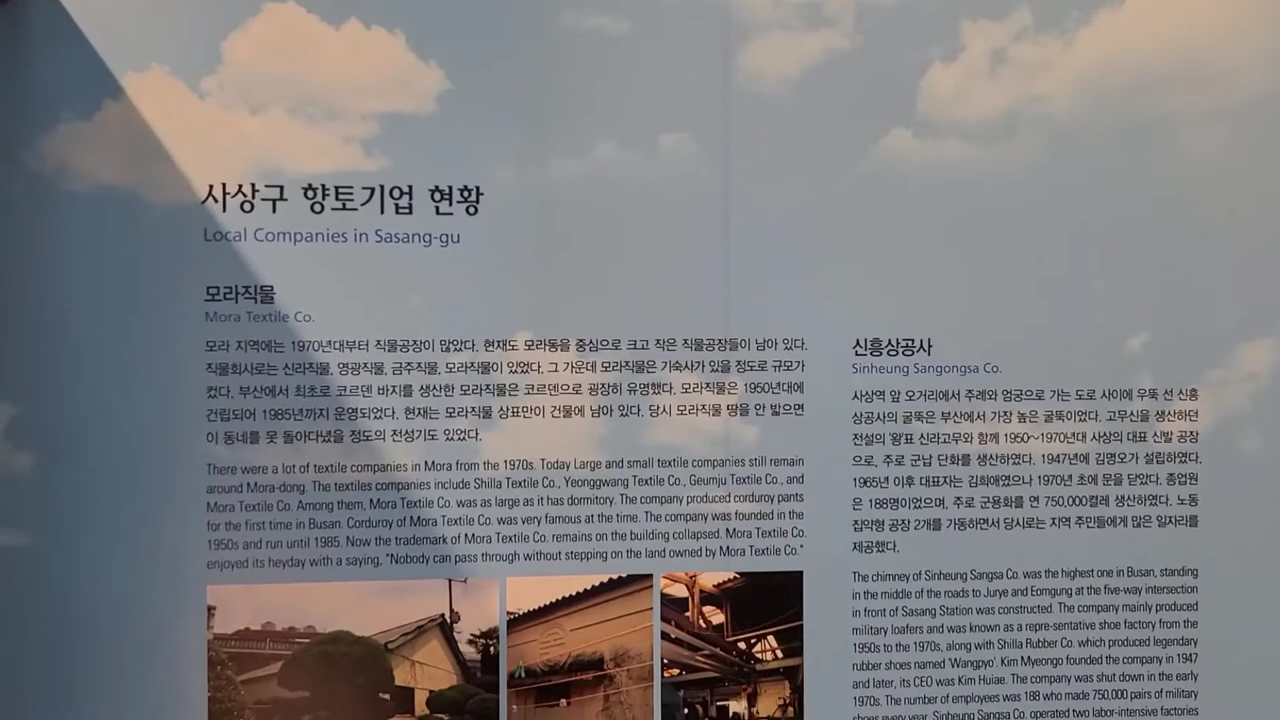 사상구 향토기업 현황
Local Companies in Sasang-gu
모라직물
Mora Textile Co.
모라 지역에는 1970년대부터 직물공장이 많았다. 현재도 모라동을 중심으로 크고 작은 직물공장들이 남아 있다.
직물회사로는 신라직물, 영광직물, 금주직물, 모라직물이 있었다. 그 가운데 모라직물은 기숙사가 있을 정도로 규모가
컸다. 부산에서 최초로 코르덴 바지를 생산한 모라직물은 코르덴으로 굉장히 유명했다. 모라직물은 1950년대에
건립되어 1985년까지 운영되었다. 현재는 모라직물 상표만이 건물에 남아 있다. 당시 모라직물 땅을 안 밟으면
이 동네를 못 돌아다녔을 정도의 전성기도 있었다.
There were a lot of textile companies in Mora from the 1970s. Today Large and small textile companies still remain
around Mora-dong. The textiles companies include Shilla Textile Co., Yeonggwang Textile Co., Geumju Textile Co., and
Mora Textile Co. Among them, Mora Textile Co. was as large as it has dormitory. The company produced corduroy pants
for the first time in Busan. Corduroy of Mora Textile Co. was very famous at the time. The company was founded in the
1950s and run until 1985. Now the trademark of Mora Textile Co. remains on the building collapsed. Mora Textile Co.
enjoyed its heyday with a saying, "Nobody can pass through without stepping on the land owned by Mora Textile Co."
신흥상공사
Sinheung Sangongsa Co.
사상역 앞 오거리에서 주례와 엄궁으로 가는 도로 사이에 우뚝 선 신흥
상공사의 굴뚝은 부산에서 가장 높은 굴뚝이었다. 고무신을 생산하던
전설의 '왕'표 신라고무와 함께 1950~1970년대 사상의 대표 신발 공장
으로, 주로 군납 단화를 생산하였다. 1947년에 김명오가 설립하였다.
1965년 이후 대표자는 김희애였으나 1970년 초에 문을 닫았다. 종업원
은 188명이었으며, 주로 군용화를 연 750,000컬레 생산하였다. 노동
집약형 공장 2개를 가동하면서 당시로는 지역 주민들에게 많은 일자리를
제공했다.
The chimney of Sinheung Sangsa Co. was the highest one in Busan, standing
in the middle of the roads to Jurye and Eomgung at the five-way intersection
in front of Sasang Station was constructed. The company mainly produced
military loafers and was known as a repre-sentative shoe factory from the
1950s to the 1970s, along with Shilla Rubber Co. which produced legendary
rubber shoes named 'Wangpyo'. Kim Myeongo founded the company in 1947
and later, its CEO was Kim Huiae. The company was shut down in the early
1970s. The number of employees was 188 who made 750,000 pairs of military
shoes every year. Sinheung Sangsa Co. operated two labor-intensive factories